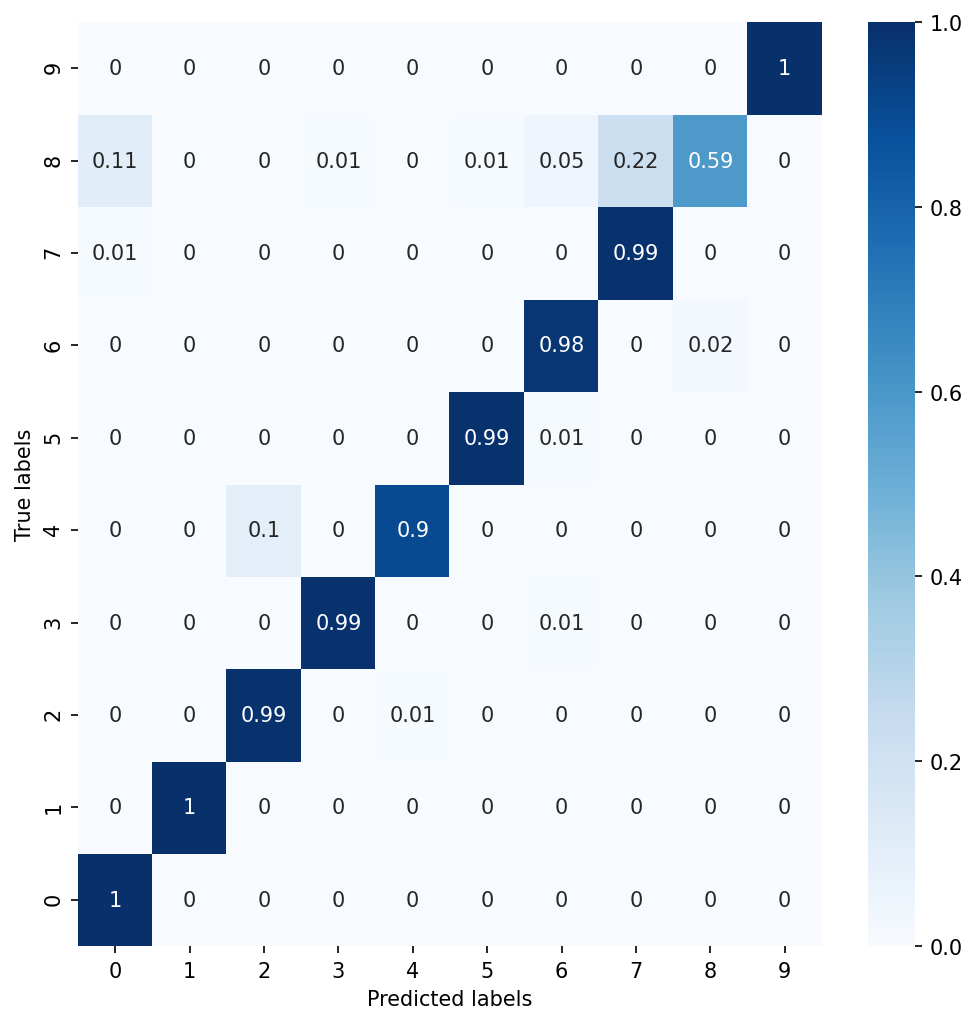 9 0 0 0 0 0 0 0 0 0 1
8 0.11 0 0 0.01 0 0.01 0.05 0.22 0.59 0
7 0.01 0 0 0 0 0 0 0.99 0 0
6 0 0 0 0 0 0 0.98 0 0.02 0
5 0 0 0 0 0 0.99 0.01 0 0 0
4 0 0 0.1 0 0.9 0 0 0 0 0
3 0 0 0 0.99 0 0 0.01 0 0 0
2 0 0 0.99 0 0.01 0 0 0 0 0
1 0 1 0 0 0 0 0 0 0 0
0 1 0 0 0 0 0 0 0 0 0
0 1 2 3 4 5 6 7 8 9
Predicted labels
True labels
1.0
0.8
0.6
0.4
0.2
0.0